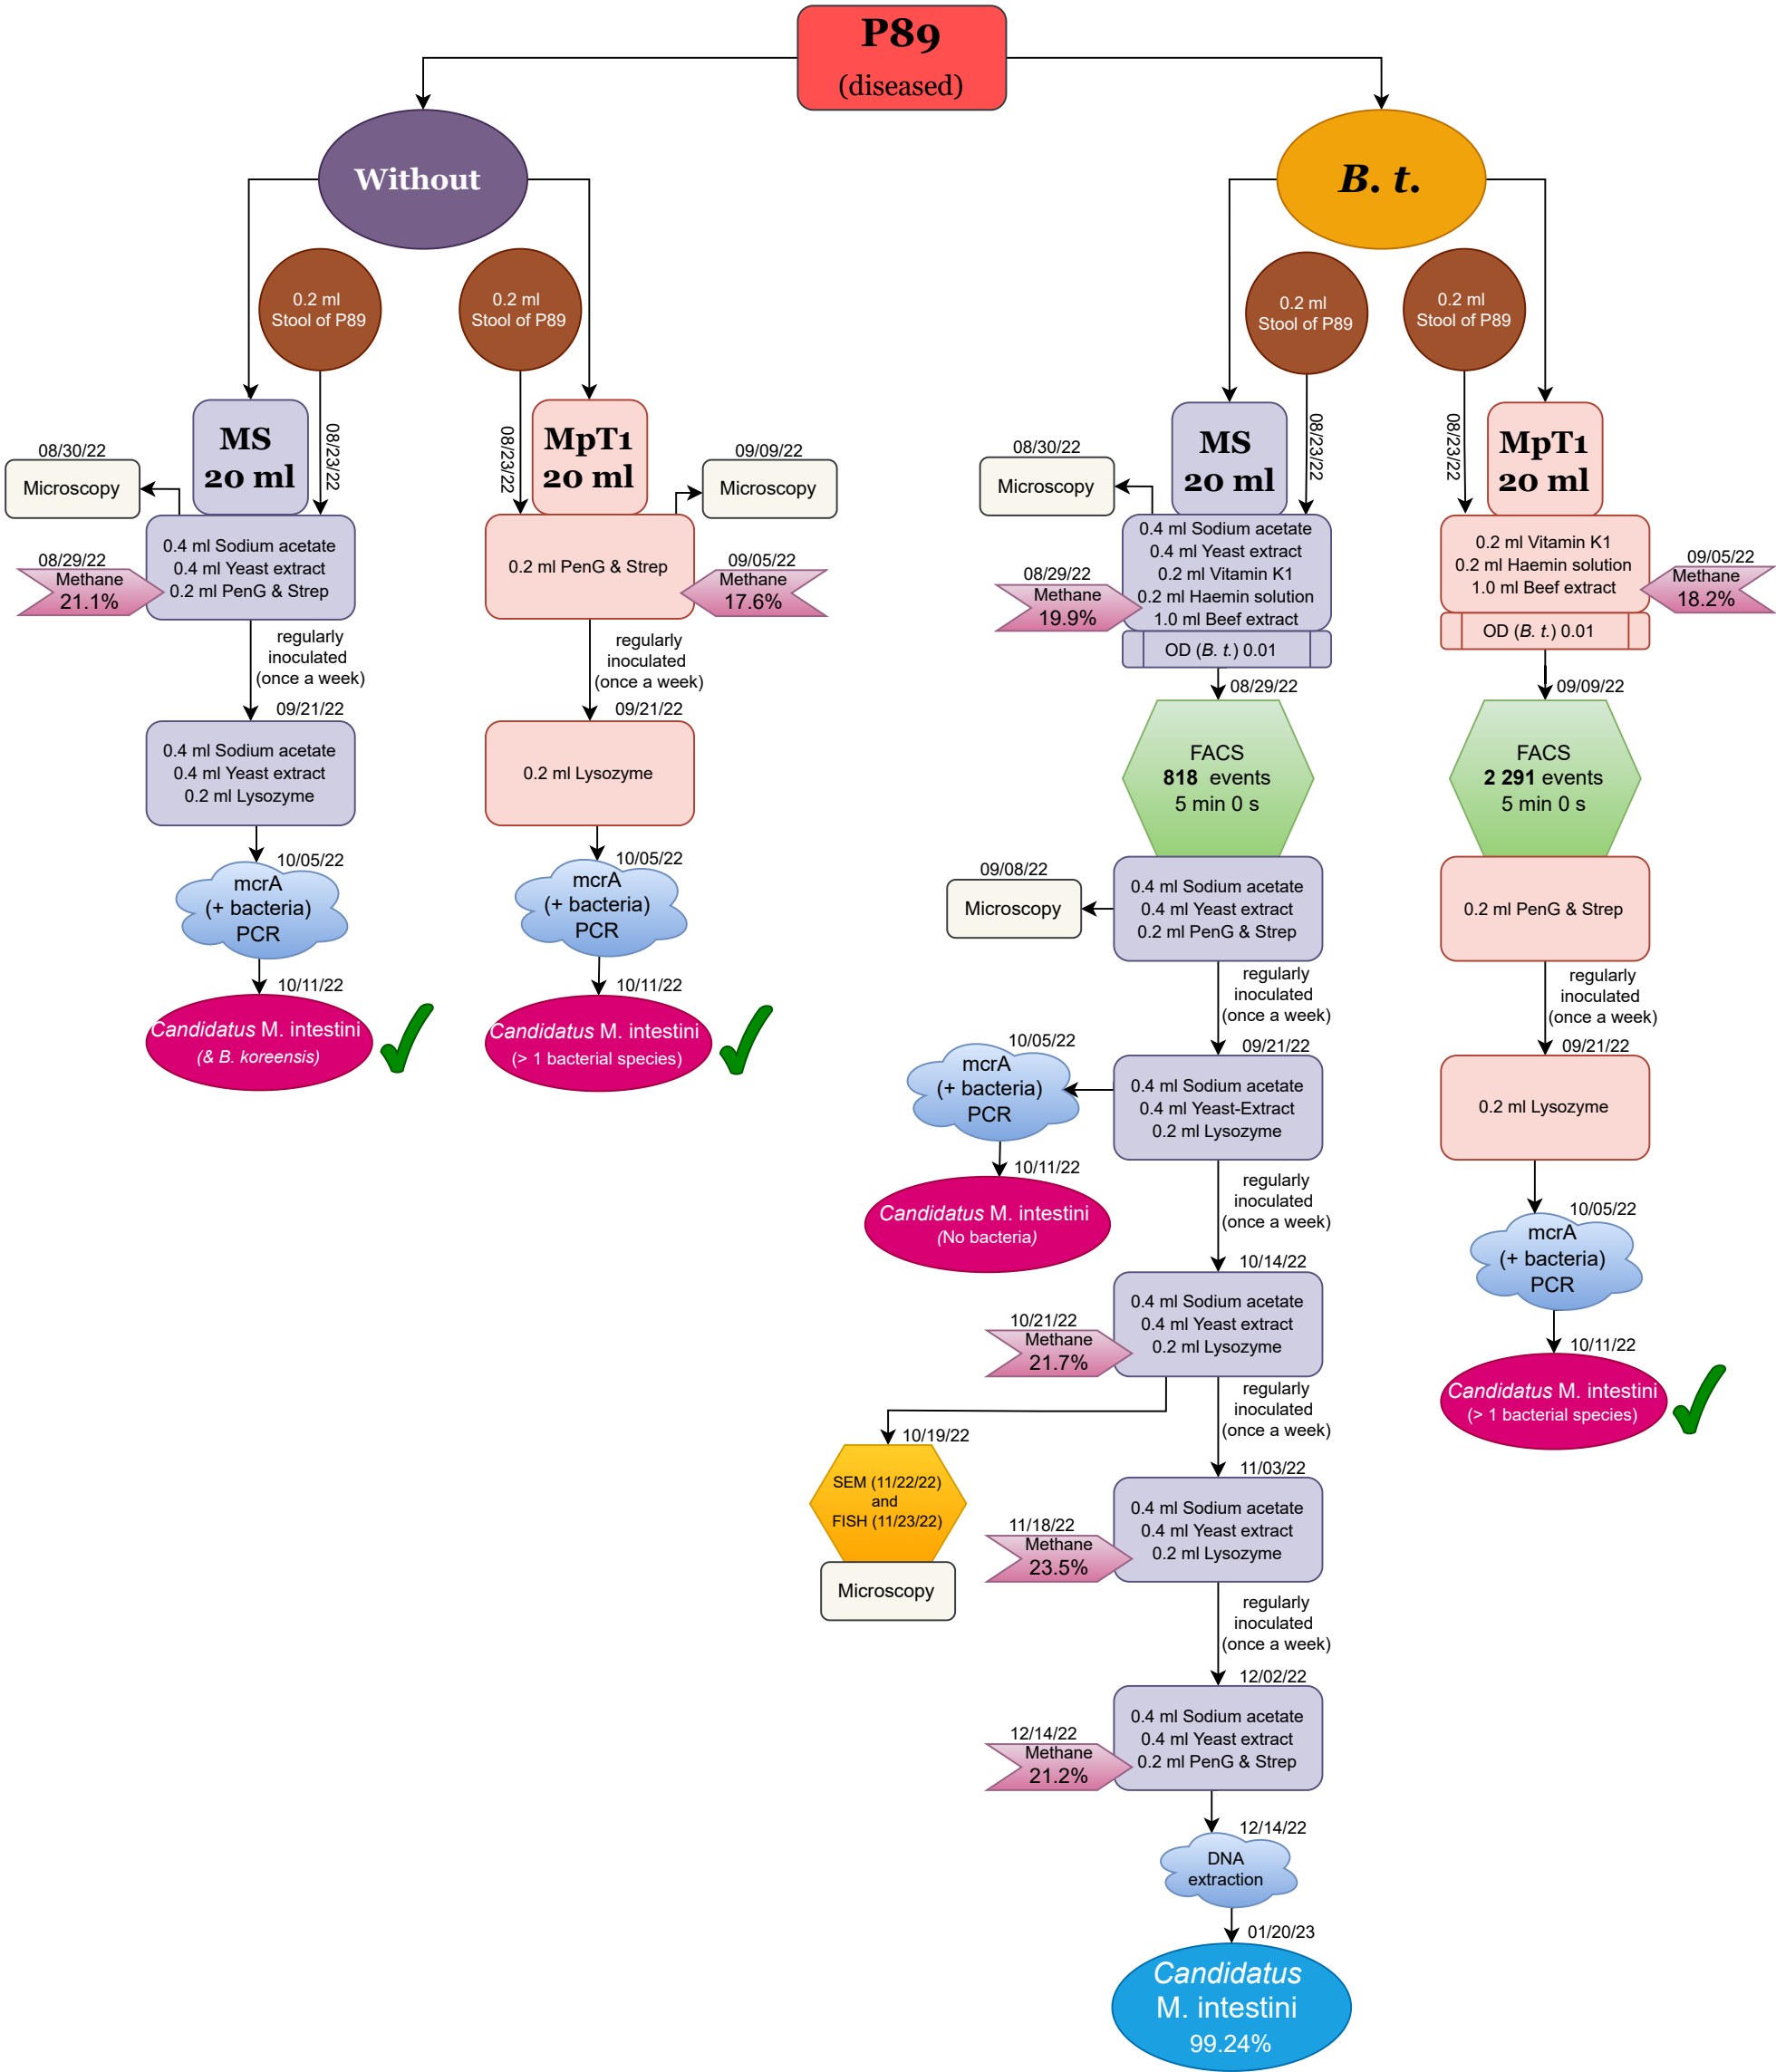 P89
(diseased)
Without
B. t.
0.2 ml
Stool of P89
0.2 ml
Stool of P89
0.2 ml
Stool of P89
0.2 ml
Stool of P89
08/23/22
08/23/22
08/23/22
08/23/22
MS
20 ml
08/30/22
Microscopy
08/29/22
Methane
21.1%
0.4 ml Sodium acetate
0.4 ml Yeast extract
0.2 ml PenG & Strep
regularly
inoculated
(once a week)
09/21/22
0.4 ml Sodium acetate
0.4 ml Yeast extract
0.2 ml Lysozyme
10/05/22
mcrA
(+ bacteria)
PCR
10/11/22
Candidatus M. intestini
(& B. koreensis)
MpT1
20 ml
09/09/22
Microscopy
0.2 ml PenG & Strep
09/05/22
Methane
17.6%
regularly
inoculated
(once a week)
09/21/22
0.2 ml Lysozyme
10/05/22
mcrA
(+ bacteria)
PCR
10/11/22
Candidatus M. intestini
(> 1 bacterial species)
MS
20 ml
08/30/22
Microscopy
0.4 ml Sodium acetate
0.4 ml Yeast extract
0.2 ml Vitamin K1
0.2 ml Haemin solution
1.0 ml Beef extract
08/29/22
Methane
19.9%
OD (B. t.) 0.01
08/29/22
FACS
818 events
5 min 0 s
09/08/22
Microscopy
0.4 ml Sodium acetate
0.4 ml Yeast extract
0.2 ml PenG & Strep
regularly
inoculated
(once a week)
09/21/22
0.4 ml Sodium acetate
0.4 ml Yeast-Extract
0.2 ml Lysozyme
10/05/22
mcrA
(+ bacteria)
PCR
10/11/22
Candidatus M. intestini
(No bacteria)
regularly
inoculated
(once a week)
10/14/22
0.4 ml Sodium acetate
0.4 ml Yeast extract
0.2 ml Lysozyme
10/21/22
Methane
21.7%
10/19/22
SEM (11/22/22)
and
FISH (11/23/22)
Microscopy
regularly
inoculated
(once a week)
11/03/22
0.4 ml Sodium acetate
0.4 ml Yeast extract
0.2 ml Lysozyme
11/18/22
Methane
23.5%
regularly
inoculated
(once a week)
12/02/22
0.4 ml Sodium acetate
0.4 ml Yeast extract
0.2 ml PenG & Strep
12/14/22
Methane
21.2%
12/14/22
DNA
extraction
01/20/23
Candidatus
M. intestini
99.24%
MpT1
20 ml
0.2 ml Vitamin K1
0.2 ml Haemin solution
1.0 ml Beef extract
09/05/22
Methane
18.2%
OD (B. t.) 0.01
09/09/22
FACS
2 291 events
5 min 0 s
0.2 ml PenG & Strep
regularly
inoculated
(once a week)
09/21/22
0.2 ml Lysozyme
10/05/22
mcrA
(+ bacteria)
PCR
10/11/22
Candidatus M. intestini
(> 1 bacterial species)